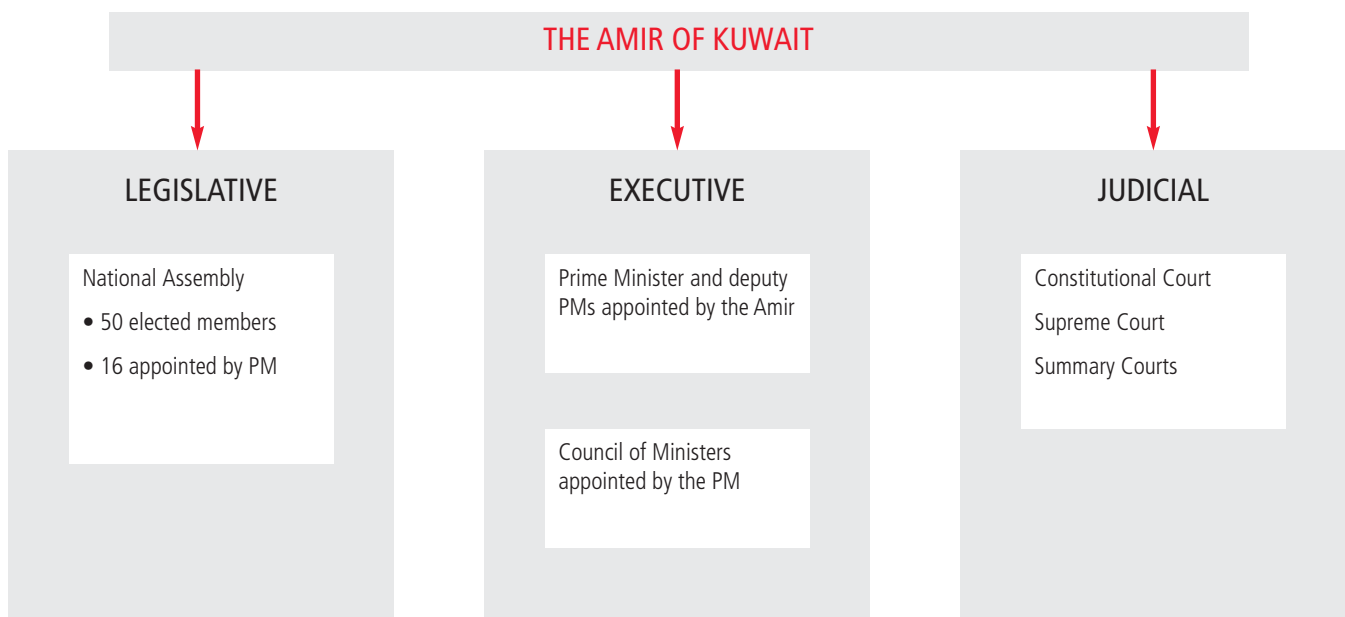 THE AMIR OF KUWAIT
LEGISLATIVE
National Assembly
• 50 elected members
• 16 appointed by PM
EXECUTIVE
Prime Minister and deputy
PMs appointed by the Amir
Council of Ministers
appointed by the PM
JUDICIAL
Constitutional Court
Supreme Court
Summary Courts